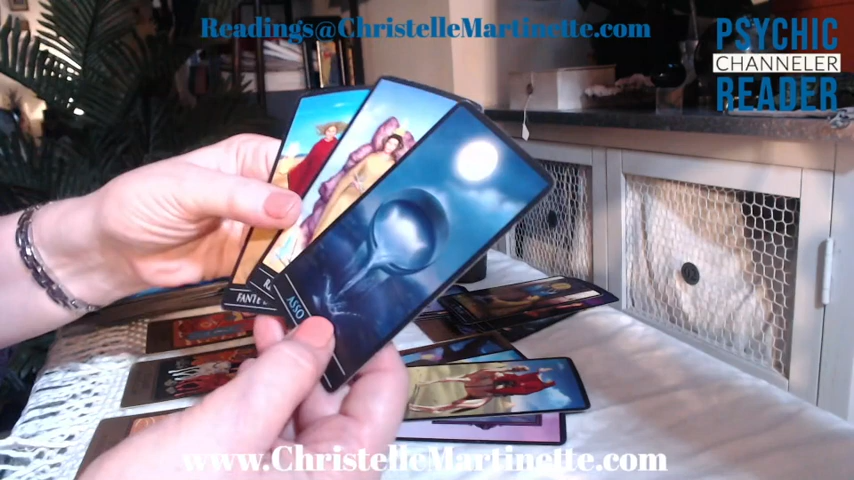 Readings@ChristelleMartinette.com
PSYCHIC
CHANNELER
READER
FANTE
ASSO
www.ChristelleMartinette.com